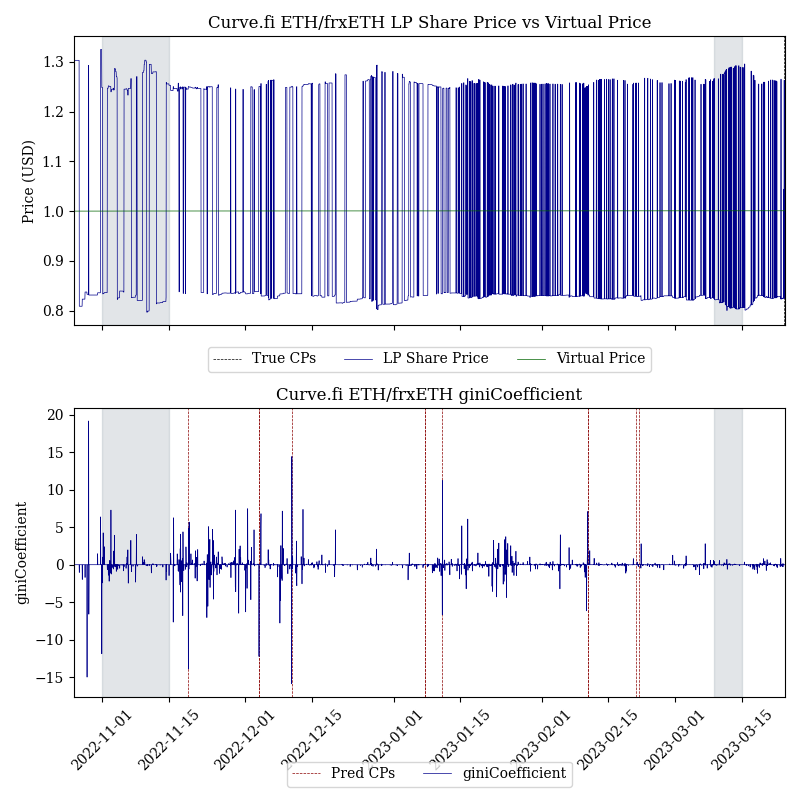 Curve.fi ETH/frxETH LP Share Price vs Virtual Price
Price (USD)
1.3
1.2
1.1
1.0
0.9
0.8
True CPs
LP Share Price
Virtual Price
Curve.fi ETH/frxETH giniCoefficient
giniCoefficient
20
15
10
5
0
−5
−10
−15
2022-11-01
2022-11-15
2022-12-01
2022-12-15
2023-01-01
2023-01-15
2023-02-01
2023-02-15
2023-03-01
2023-03-15
Pred CPs
giniCoefficient